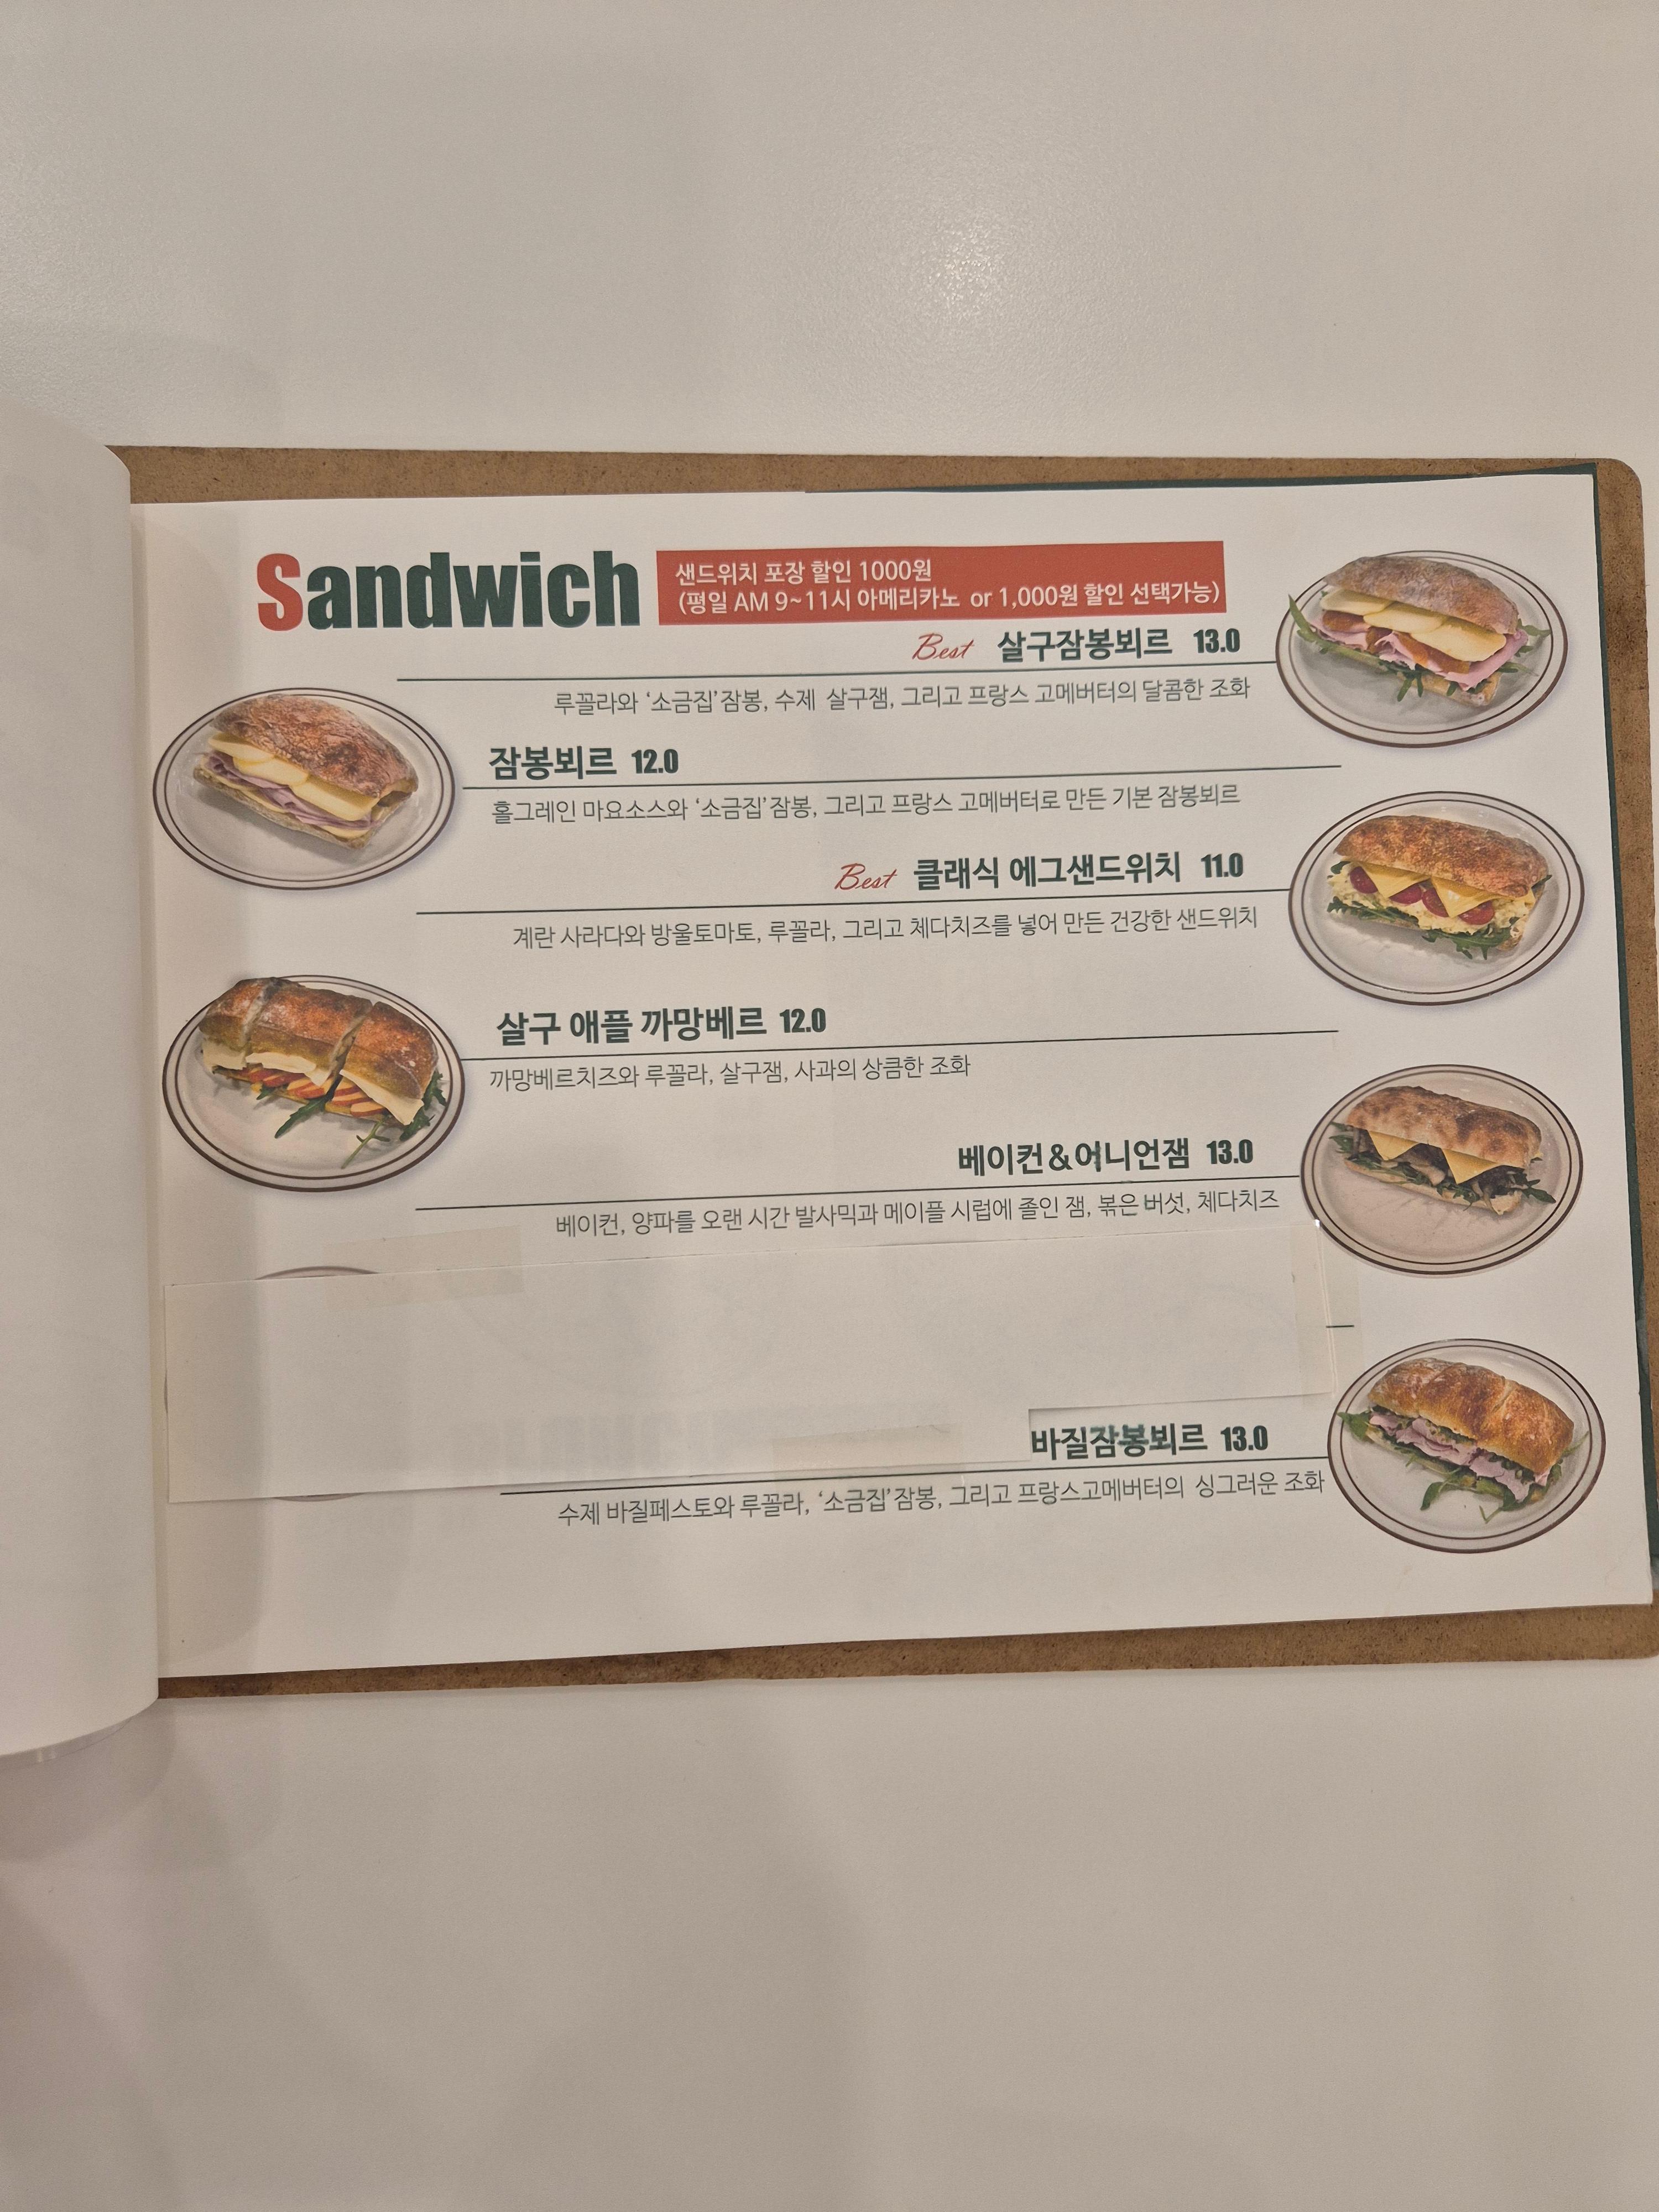 Sandwich
샌드위치 포장 할인 1000원
(평일 AM 9~11시 아메리카노 or 1,000원 할인 선택가능)
Best 살구잠봉뵈르 13.0
루꼴라와 ‘소금집’잠봉, 수제 살구잼, 그리고 프랑스 고메버터의 달콤한 조화
잠봉뵈르 12.0
홀그레인 마요소스와 ‘소금집’잠봉, 그리고 프랑스 고메버터로 만든 기본 잠봉뵈르
Best 클래식 에그샌드위치 11.0
계란 사라다와 방울토마토, 루꼴라, 그리고 체다치즈를 넣어 만든 건강한 샌드위치
살구 애플 까망베르 12.0
까망베르치즈와 루꼴라, 살구잼, 사과의 상큼한 조화
베이컨&어니언잼 13.0
베이컨, 양파를 오랜 시간 발사믹과 메이플 시럽에 졸인 잼, 볶은 버섯, 체다치즈
바질잠봉뵈르 13.0
수제 바질페스토와 루꼴라, ‘소금집’잠봉, 그리고 프랑스고메버터의 싱그러운 조화